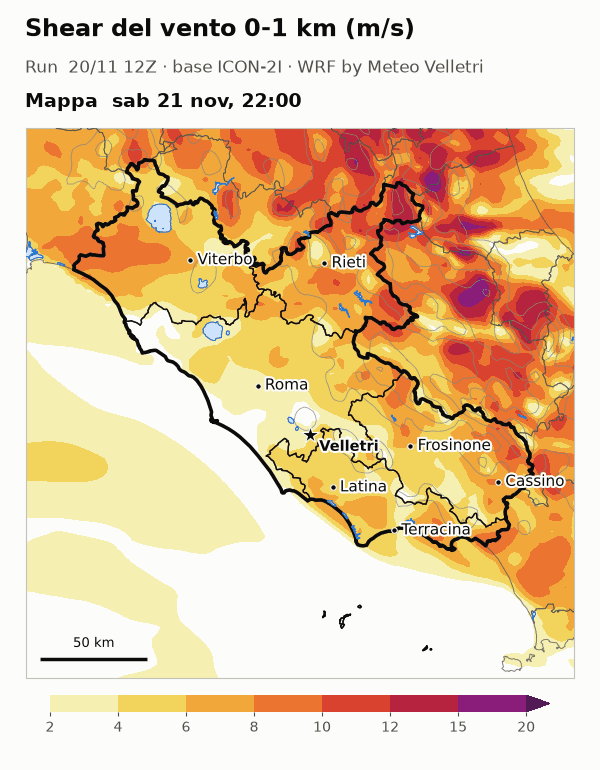 Shear del vento 0-1 km (m/s)
Run  20/11 12Z · base ICON-2I · WRF by Meteo Velletri
Mappa  sab 21 nov, 22:00
Viterbo
Rieti
Roma
Velletri
Frosinone
Cassino
Latina
Terracina
50 km
2 4 6 8 10 12 15 20